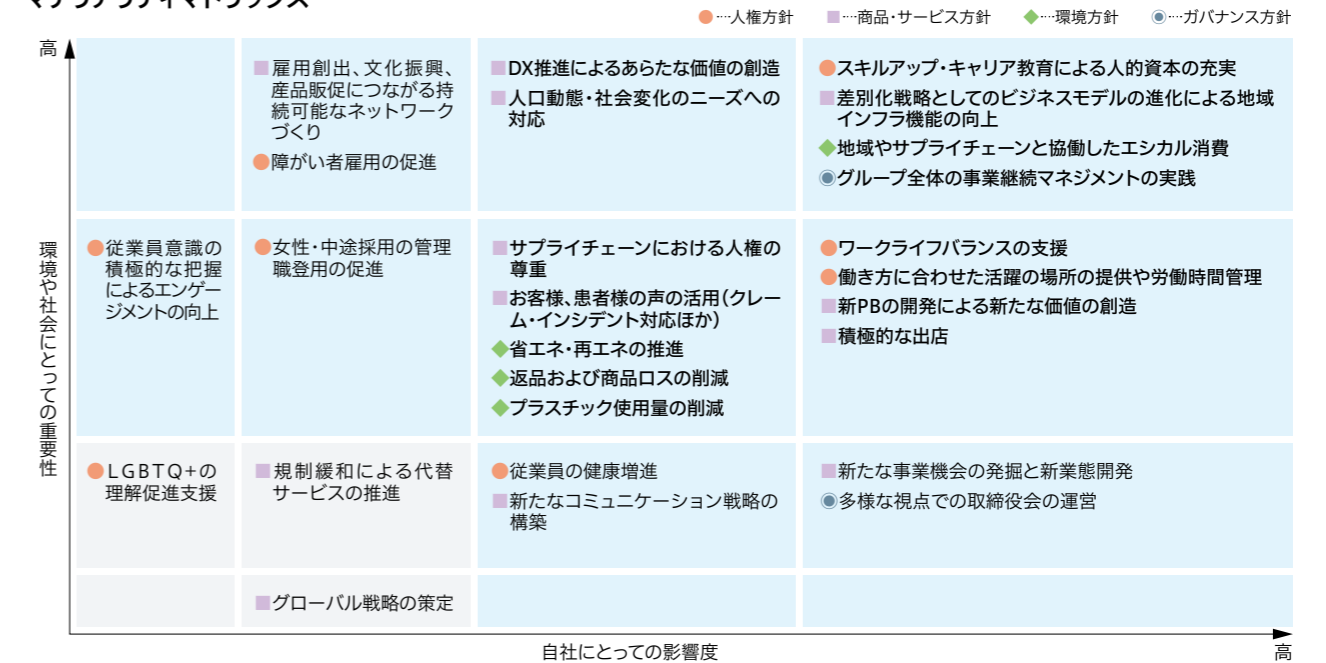 ●…人権方針 ■…商品・サービス方針 ◆…環境方針 ◉…ガバナンス方針
高
環境や社会にとっての重要性
■雇用創出、文化振興、
産品販促につながる持
続可能なネットワーク
づくり
●障がい者雇用の促進
■DX推進によるあらたな価値の創造
■人口動態・社会変化のニーズへの
対応
●スキルアップ・キャリア教育による人的資本の充実
■差別化戦略としてのビジネスモデルの進化による地域
インフラ機能の向上
◆地域やサプライチェーンと協働したエシカル消費
◉グループ全体の事業継続マネジメントの実践
●従業員意識の
積極的な把握
によるエンゲー
ジメントの向上
●女性・中途採用の管理
職登用の促進
■サプライチェーンにおける人権の
尊重
■お客様、患者様の声の活用(クレー
ム・インシデント対応ほか)
◆省エネ・再エネの推進
◆返品および商品ロスの削減
◆プラスチック使用量の削減
●ワークライフバランスの支援
●働き方に合わせた活躍の場所の提供や労働時間管理
■新PBの開発による新たな価値の創造
■積極的な出店
●LGBTQ+の
理解促進支援
■規制緩和による代替
サービスの推進
●従業員の健康増進
■新たなコミュニケーション戦略の
構築
■新たな事業機会の発掘と新業態開発
◉多様な視点での取締役会の運営
■グローバル戦略の策定
自社にとっての影響度
高